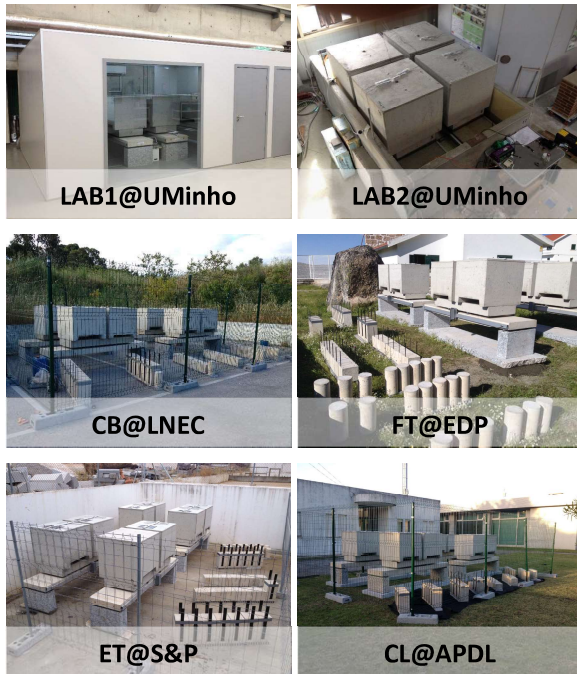 LAB1@UMinho
LAB2@UMinho
CB@LNEC
FT@EDP
ET@S&P
CL@APDL